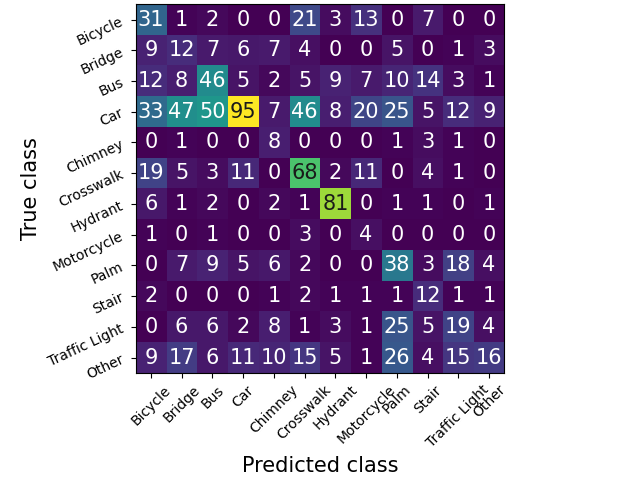 True class
Bicycle 31 1 2 0 0 21 3 13 0 7 0 0
Bridge 9 12 7 6 7 4 0 0 5 0 1 3
Bus 12 8 46 5 2 5 9 7 10 14 3 1
Car 33 47 50 95 7 46 8 20 25 5 12 9
Chimney 0 1 0 0 8 0 0 0 1 3 1 0
Crosswalk 19 5 3 11 0 68 2 11 0 4 1 0
Hydrant 6 1 2 0 2 1 81 0 1 1 0 1
Motorcycle 1 0 1 0 0 3 0 4 0 0 0 0
Palm 0 7 9 5 6 2 0 0 38 3 18 4
Stair 2 0 0 0 1 2 1 1 1 12 1 1
Traffic Light 0 6 6 2 8 1 3 1 25 5 19 4
Other 9 17 6 11 10 15 5 1 26 4 15 16
Bicycle Bridge Bus Car Chimney Crosswalk Hydrant Motorcycle Palm Stair Traffic Light Other
Predicted class